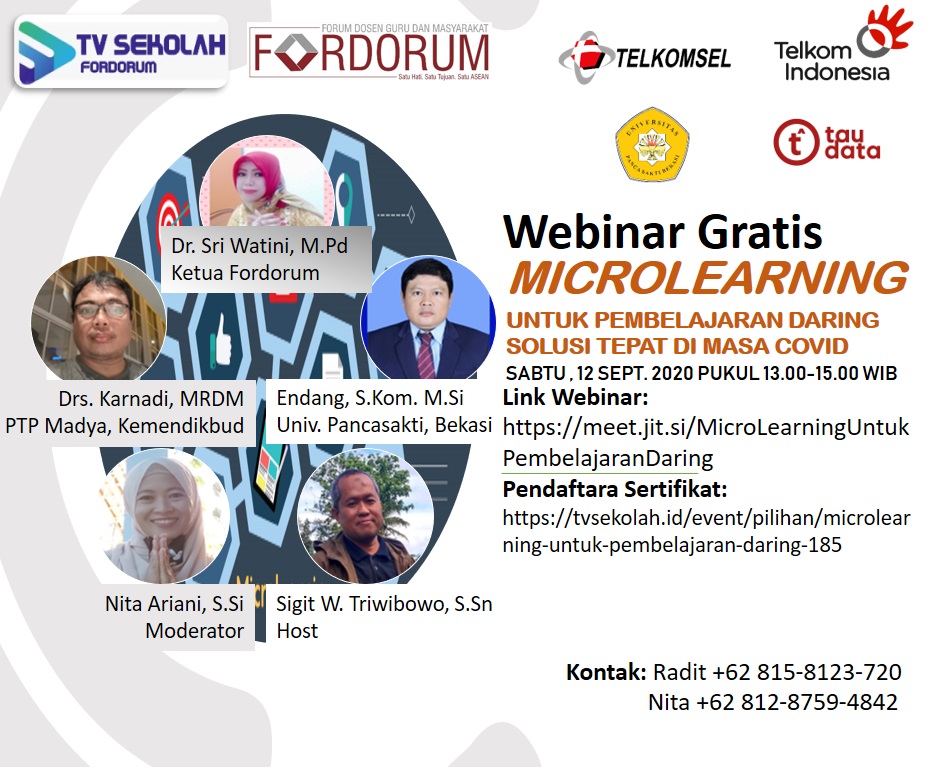 TV SEKOLAH
FORDORUM
FORUM DOSEN GURU DAN MASYARAKAT
FORDORUM
Satu Hati. Satu Tujuan. Satu ASEAN
TELKOMSEL
Telkom
Indonesia
UNIVERSITAS
PANCASAKTI BEKASI
tau
data
Dr. Sri Watini, M.Pd
Ketua Fordorum
Drs. Karnadi, MRDM
PTP Madya, Kemendikbud
Endang, S.Kom. M.Si
Univ. Pancasakti, Bekasi
Nita Ariani, S.Si
Moderator
Sigit W. Triwibowo, S.Sn
Host
Webinar Gratis
MICROLEARNING
UNTUK PEMBELAJARAN DARING
SOLUSI TEPAT DI MASA COVID
SABTU , 12 SEPT. 2020 PUKUL 13.00-15.00 WIB
Link Webinar:
https://meet.jit.si/MicroLearningUntuk
PembelajaranDaring
Pendaftara Sertifikat:
https://tvsekolah.id/event/pilihan/microlear
ning-untuk-pembelajaran-daring-185
Kontak: Radit +62 815-8123-720
Nita +62 812-8759-4842